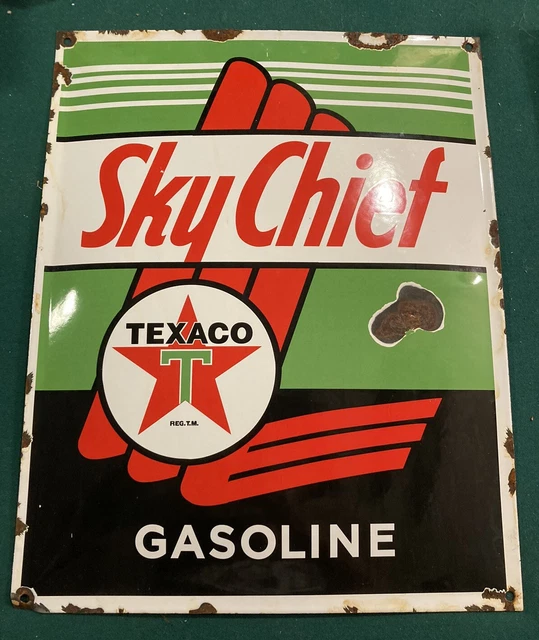 Sky Chief
TEXACO
T
REG. T.M.
GASOLINE